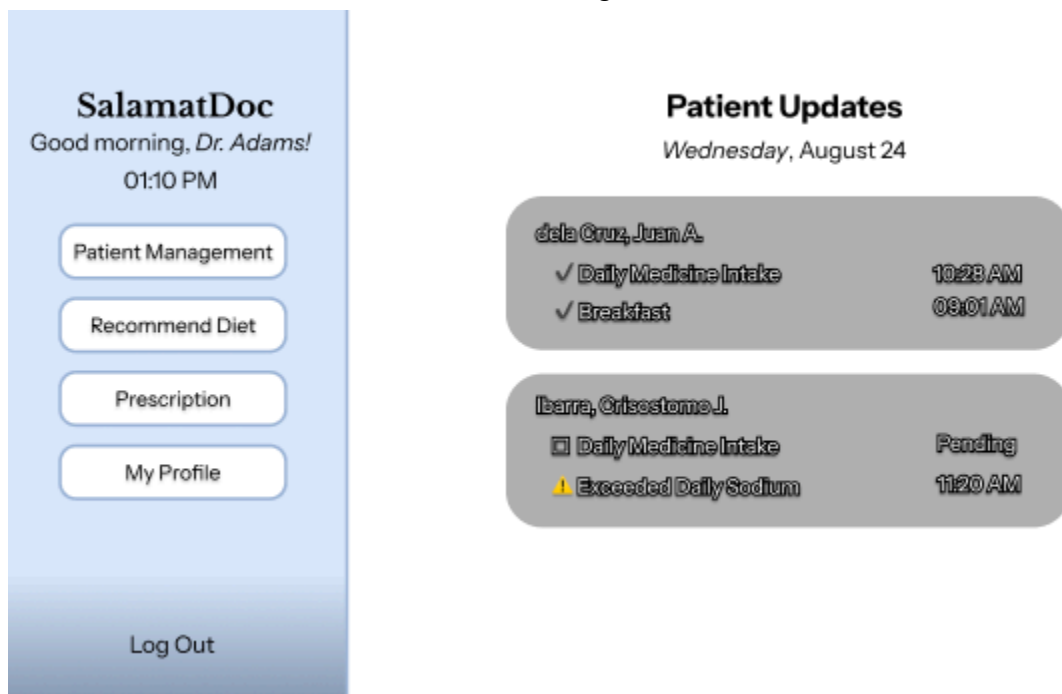 SalamatDoc
Good morning, Dr. Adams!
01:10 PM
Patient Management
Recommend Diet
Prescription
My Profile
Log Out
Patient Updates
Wednesday, August 24
dela Cruz, Juan A.
✓ Daily Medicine Intake 10:28 AM
✓ Breakfast 09:01 AM
Ibarra, Crisostomo J.
Daily Medicine Intake Pending
Exceeded Daily Sodium 11:20 AM